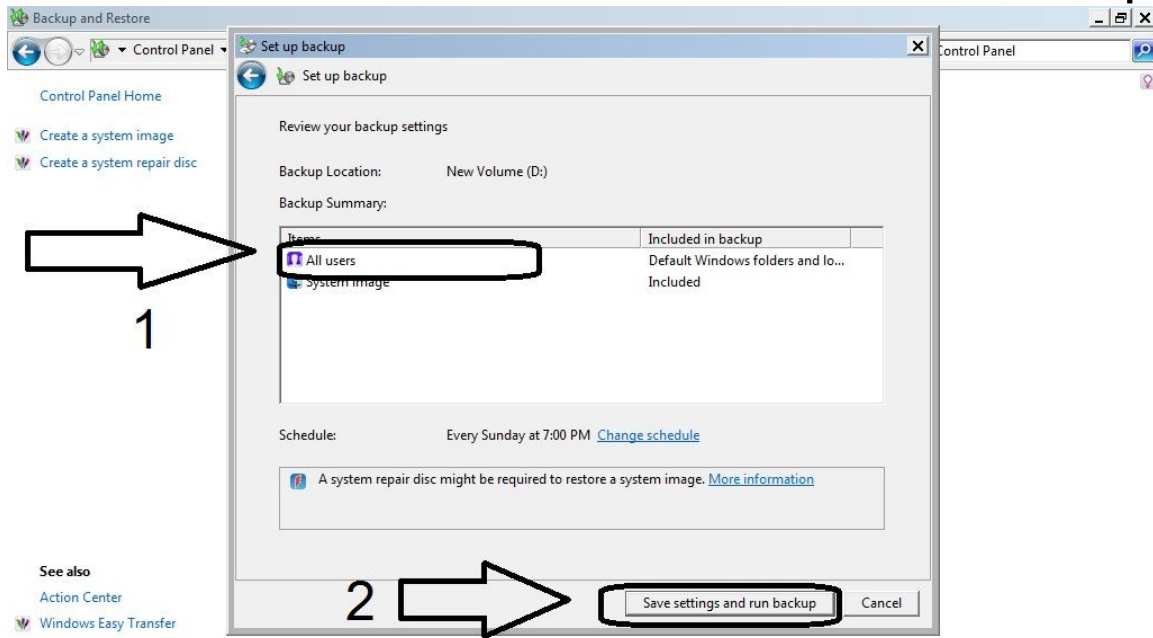 Backup and Restore
Control Panel
Set up backup
Control Panel
Set up backup
Control Panel Home
Create a system image
Create a system repair disc
Review your backup settings
Backup Location: New Volume (D:)
Backup Summary:
Items Included in backup
All users Default Windows folders and lo...
System image Included
1
Schedule: Every Sunday at 7:00 PM Change schedule
A system repair disc might be required to restore a system image. More information
See also
Action Center
Windows Easy Transfer
2
Save settings and run backup Cancel